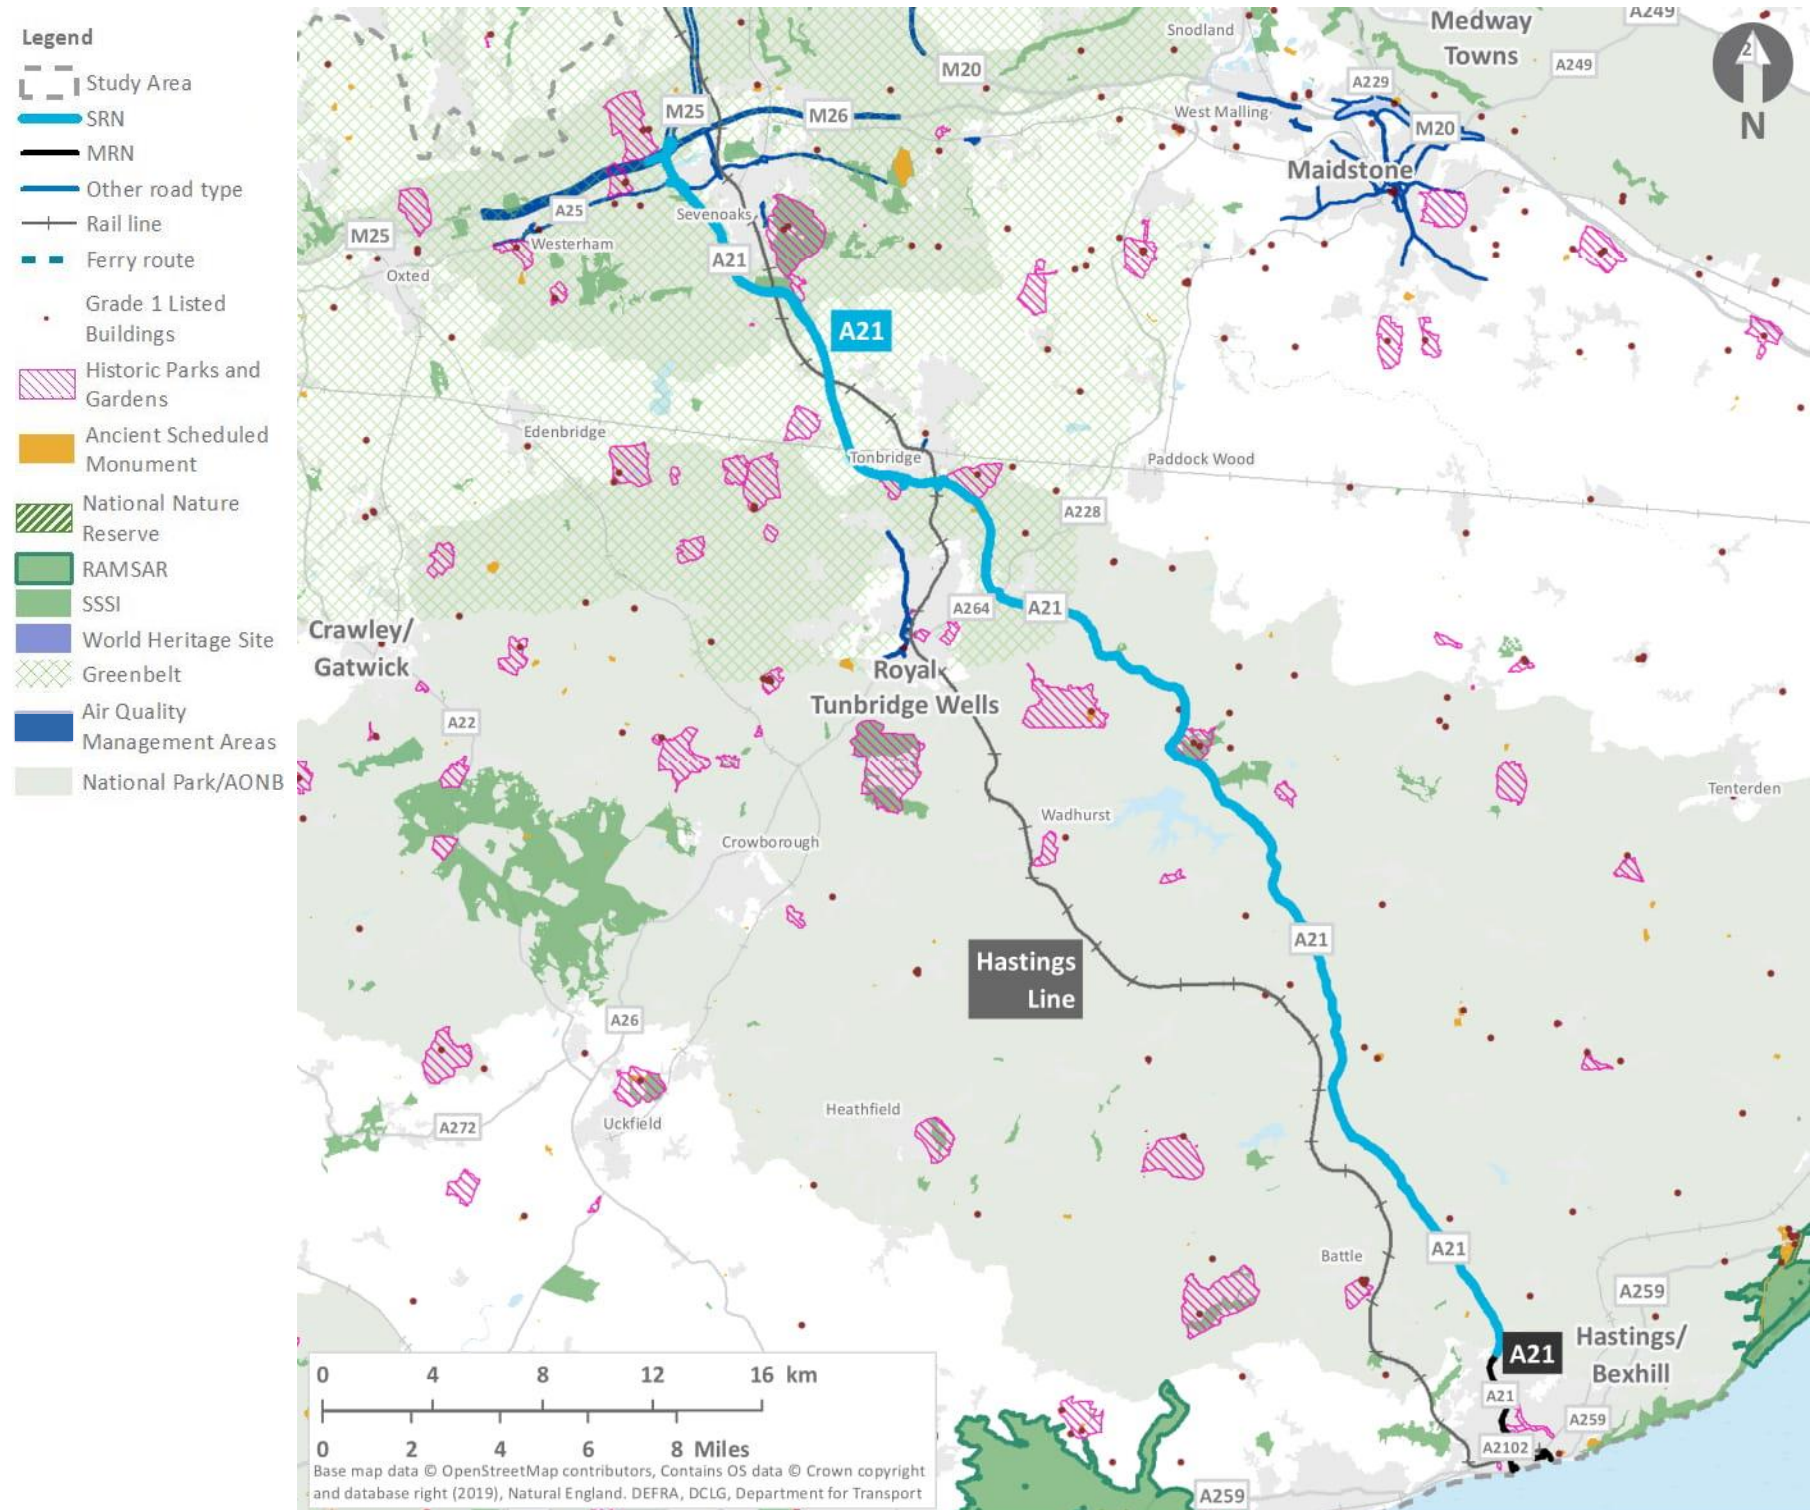 Legend
Study Area
SRN
MRN
Other road type
Rail line
Ferry route
Grade 1 Listed
Buildings
Historic Parks and
Gardens
Ancient Scheduled
Monument
National Nature
Reserve
RAMSAR
SSSI
World Heritage Site
Greenbelt
Air Quality
Management Areas
National Park/AONB
Snodland
Medway
Towns
A249
2
N
M20
A229
A249
M25
M26
West Malling
M20
Maidstone
A25
Sevenoaks
M25
Westerham
Oxted
A21
A21
Edenbridge
Tonbridge
Paddock Wood
A228
A264
A21
Crawley/
Gatwick
Royal
Tunbridge Wells
A22
Tenterden
Wadhurst
Crowborough
A21
Hastings
Line
A26
Heathfield
A272
Uckfield
Battle
A21
A259
Hastings/
Bexhill
A21
A21
A259
A2102
A259
0 4 8 12 16 km
0 2 4 6 8 Miles
Base map data © OpenStreetMap contributors, Contains OS data © Crown copyright
and database right (2019), Natural England. DEFRA, DCLG, Department for Transport